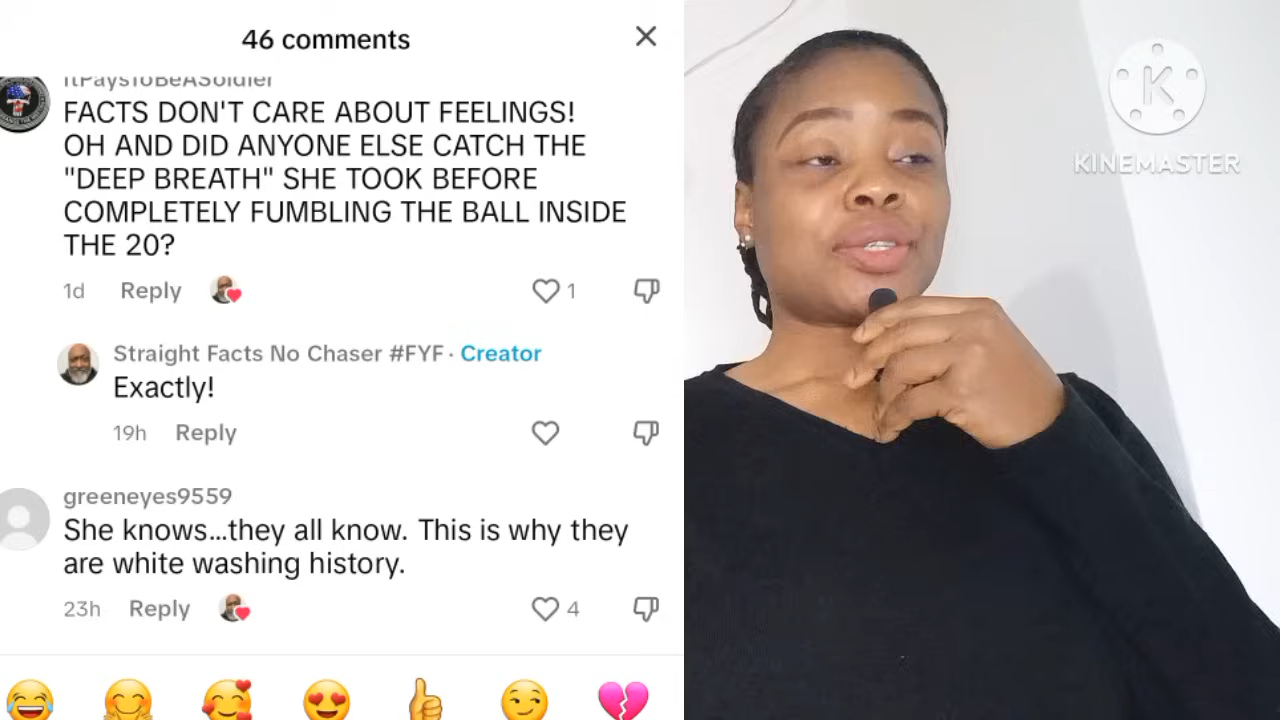 46 comments
ItPaysToBeASoldier
FACTS DON'T CARE ABOUT FEELINGS!
OH AND DID ANYONE ELSE CATCH THE
"DEEP BREATH" SHE TOOK BEFORE
COMPLETELY FUMBLING THE BALL INSIDE
THE 20?
1d Reply 1
Straight Facts No Chaser #FYF · Creator
Exactly!
19h Reply
greeneyes9559
She knows...they all know. This is why they
are white washing history.
23h Reply 4
K
KINEMASTER